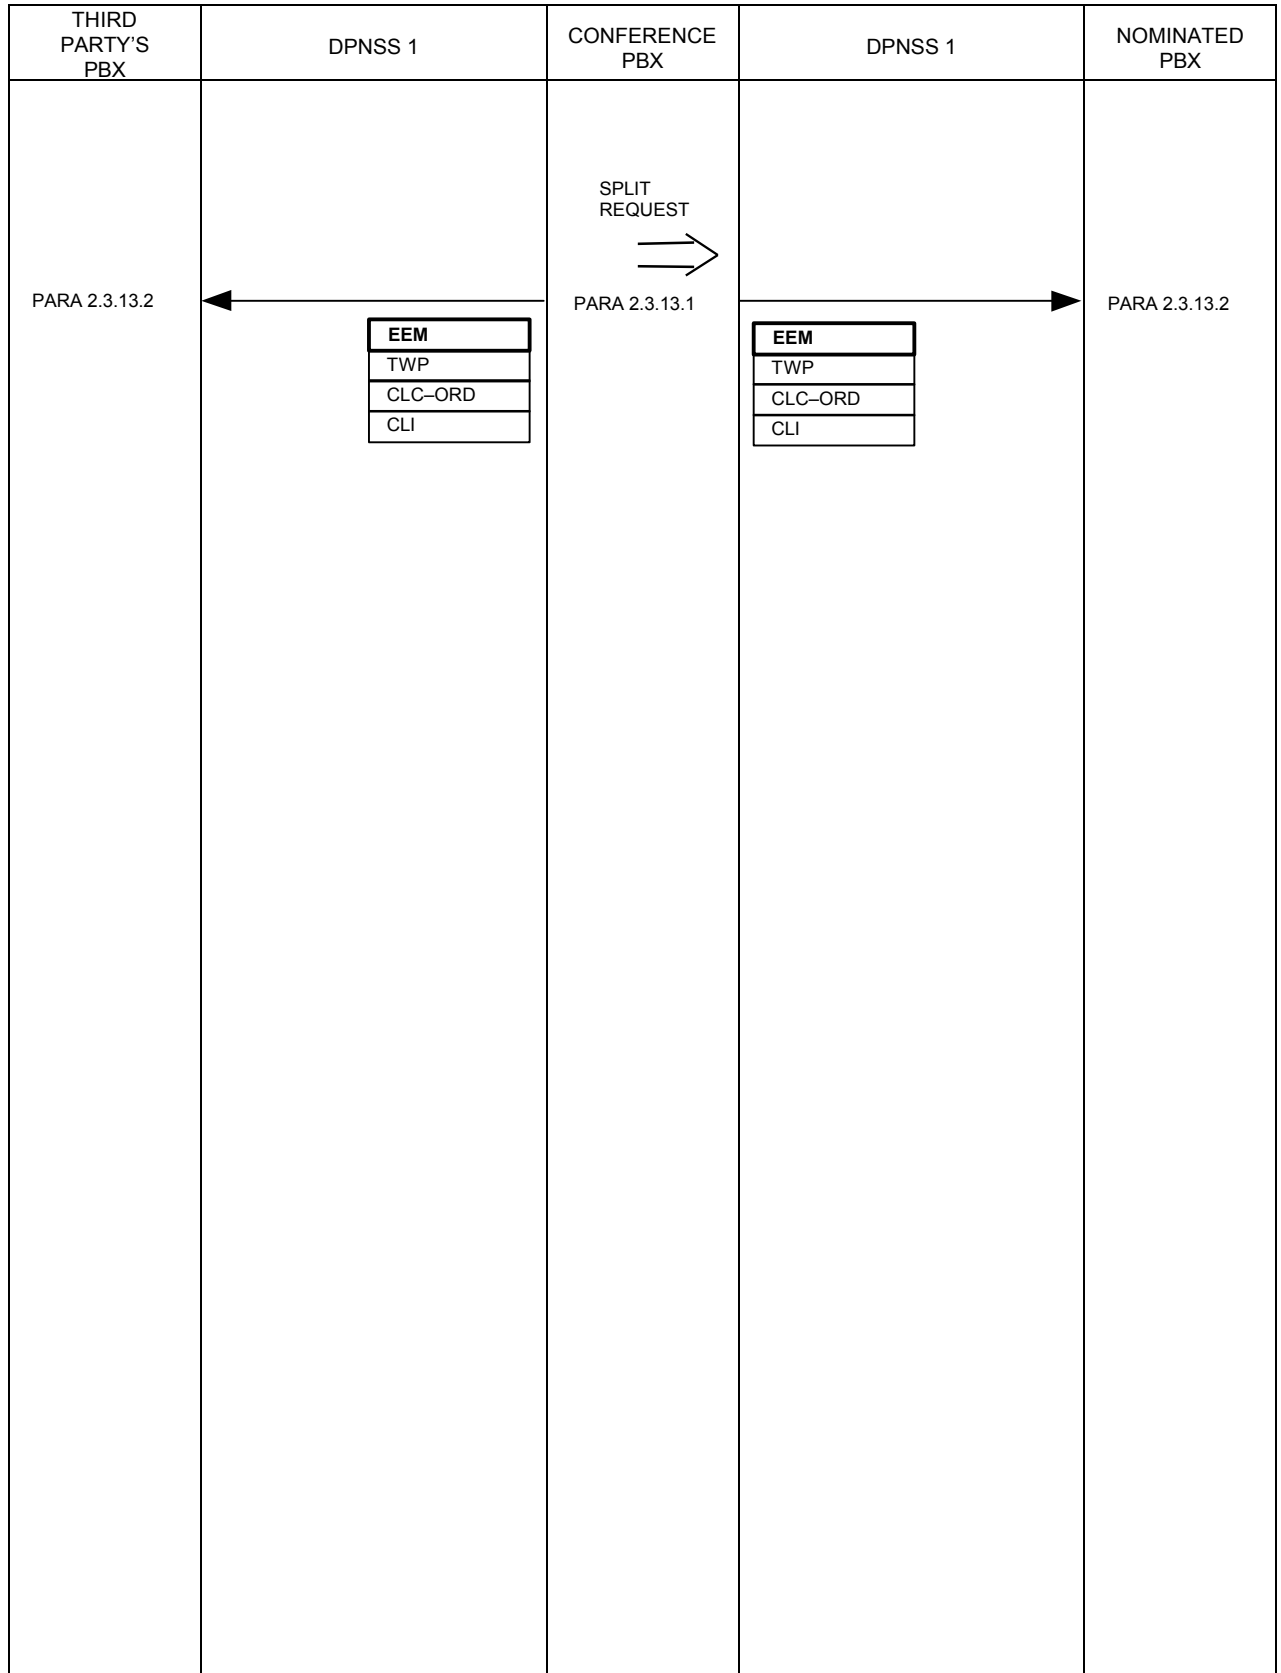 THIRD
PARTY’S
PBX
DPNSS 1
CONFERENCE
PBX
DPNSS 1
NOMINATED
PBX
SPLIT
REQUEST
PARA 2.3.13.2
PARA 2.3.13.1
PARA 2.3.13.2
EEM
TWP
CLC–ORD
CLI
EEM
TWP
CLC–ORD
CLI